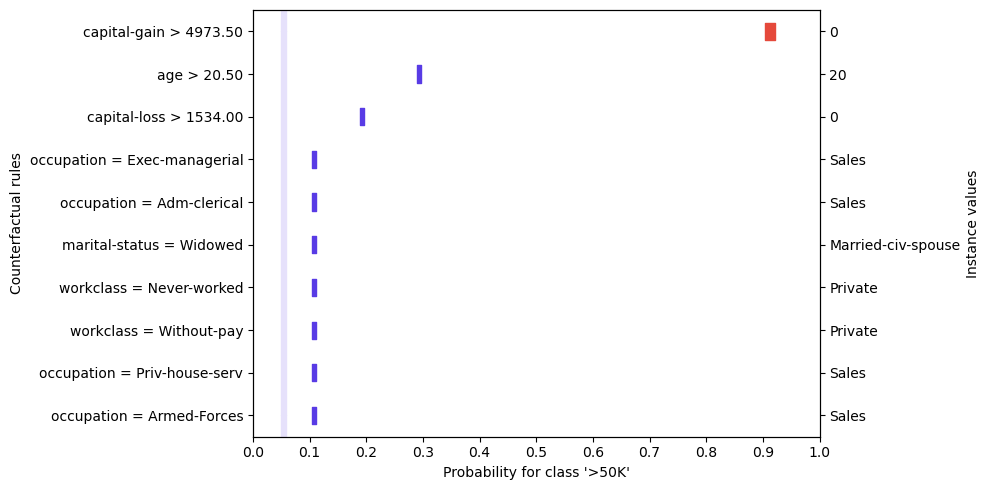 capital-gain > 4973.50
0
age > 20.50
20
capital-loss > 1534.00
0
occupation = Exec-managerial
Sales
occupation = Adm-clerical
Sales
marital-status = Widowed
Married-civ-spouse
workclass = Never-worked
Private
workclass = Without-pay
Private
occupation = Priv-house-serv
Sales
occupation = Armed-Forces
Sales
Counterfactual rules
Instance values
0.0 0.1 0.2 0.3 0.4 0.5 0.6 0.7 0.8 0.9 1.0
Probability for class '>50K'